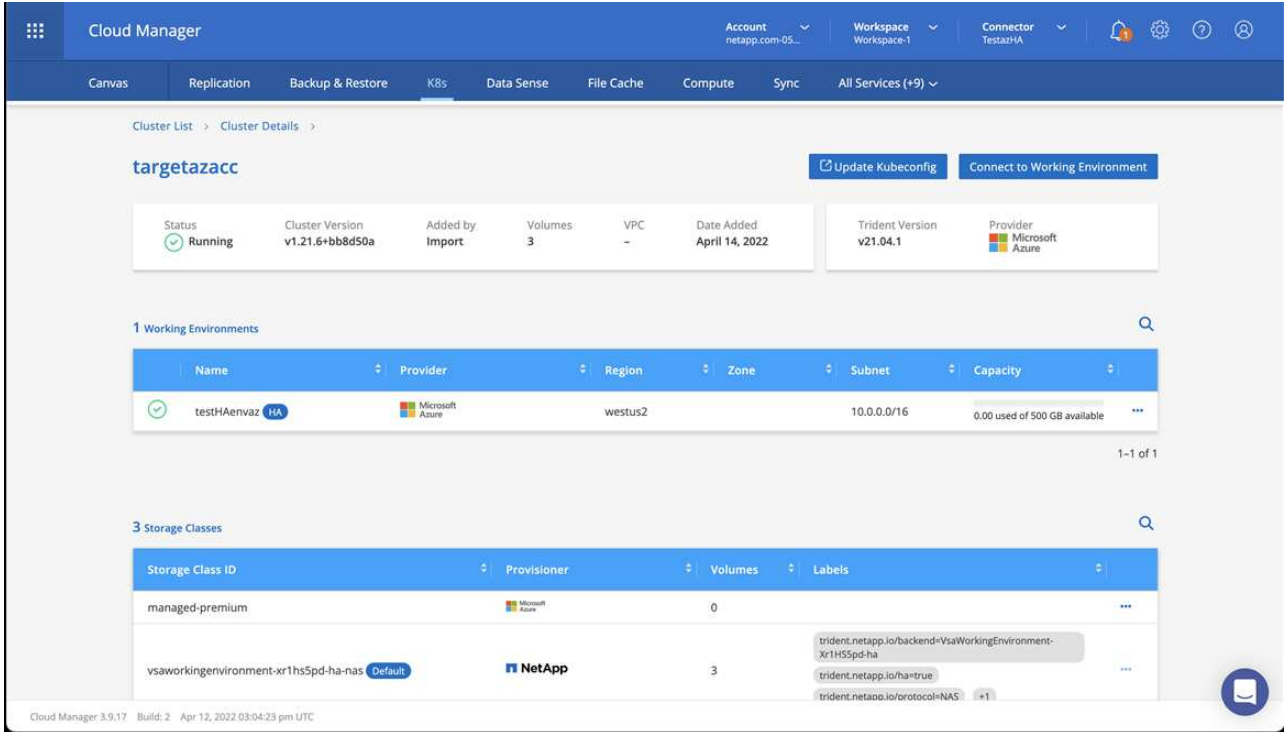 Cloud Manager
Account
netapp.com-05...
Workspace
Workspace-1
Connector
TestazHA
1
Canvas
Replication
Backup & Restore
K8s
Data Sense
File Cache
Compute
Sync
All Services (+9)
Cluster List > Cluster Details >
targetazacc
Update Kubeconfig
Connect to Working Environment
Status
Running
Cluster Version
v1.21.6+bb8d50a
Added by
Import
Volumes
3
VPC
–
Date Added
April 14, 2022
Trident Version
v21.04.1
Provider
Microsoft
Azure
1 Working Environments
Name Provider Region Zone Subnet Capacity
testHAenvaz HA Microsoft Azure westus2 10.0.0.0/16 0.00 used of 500 GB available
1–1 of 1
3 Storage Classes
Storage Class ID Provisioner Volumes Labels
managed-premium Microsoft Azure 0
vsaworkingenvironment-xr1hs5pd-ha-nas Default NetApp 3
trident.netapp.io/backend=VsaWorkingEnvironment-
Xr1HS5pd-ha
trident.netapp.io/ha=true
trident.netapp.io/protocol=NAS +1
Cloud Manager 3.9.17 Build: 2 Apr 12, 2022 03:04:23 pm UTC